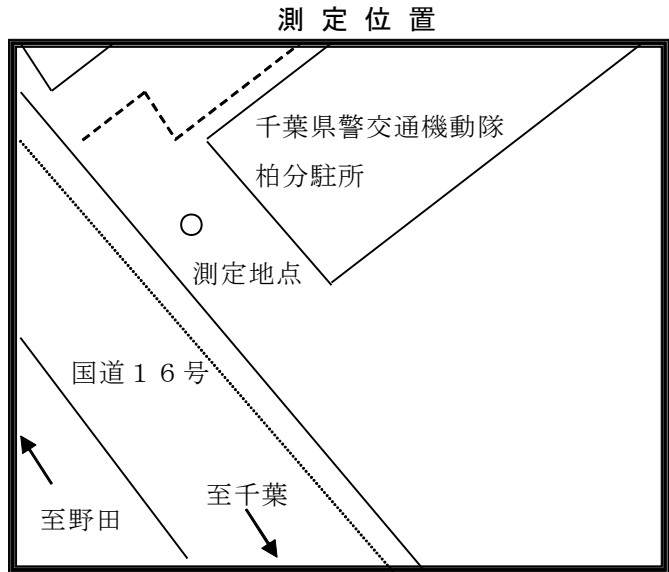 測定位置
千葉県警交通機動隊
柏分駐所
測定地点
国道１６号
至千葉
至野田